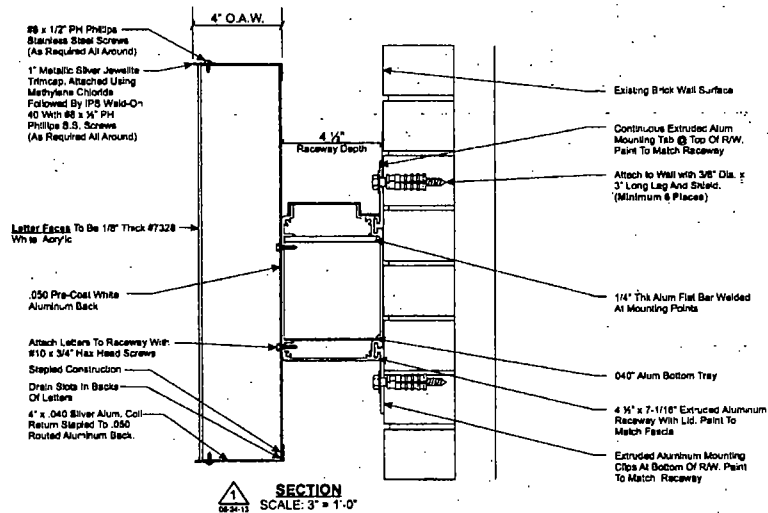 4" O.A.W.
#8 x 1/2" PH Phillips
Stainless Steel Screws
(As Required All Around)
1" Metallic Silver Jewelite
Trimcap, Attached Using
Methylene Chloride
Followed By IPS Weld-On
40 With #8 x ½" PH
Phillips S.S. Screws
(As Required All Around)
Letter Faces To Be 1/8" Thick #7328
White Acrylic
.050 Pre-Coat White
Aluminum Back
Attach Letters To Raceway With
#10 x 3/4" Hex Head Screws
Stapled Construction
Drain Slots In Backs
Of Letters
4" x .040 Silver Alum. Coil
Return Stapled To .050
Routed Aluminum Back.
4 ½"
Raceway Depth
Existing Brick Wall Surface
Continuous Extruded Alum
Mounting Tab @ Top Of R/W.
Paint To Match Raceway
Attach to Wall with 3/8" Dia. x
3" Long Lag And Shield.
(Minimum 6 Places)
1/4" Thk Alum Flat Bar Welded
At Mounting Points
.040" Alum Bottom Tray
4 ½" x 7-1/16" Extruded Aluminum
Raceway With Lid. Paint To
Match Fascia
Extruded Aluminum Mounting
Clips At Bottom Of R/W. Paint
To Match Raceway
1
SECTION
SCALE: 3" = 1'-0"